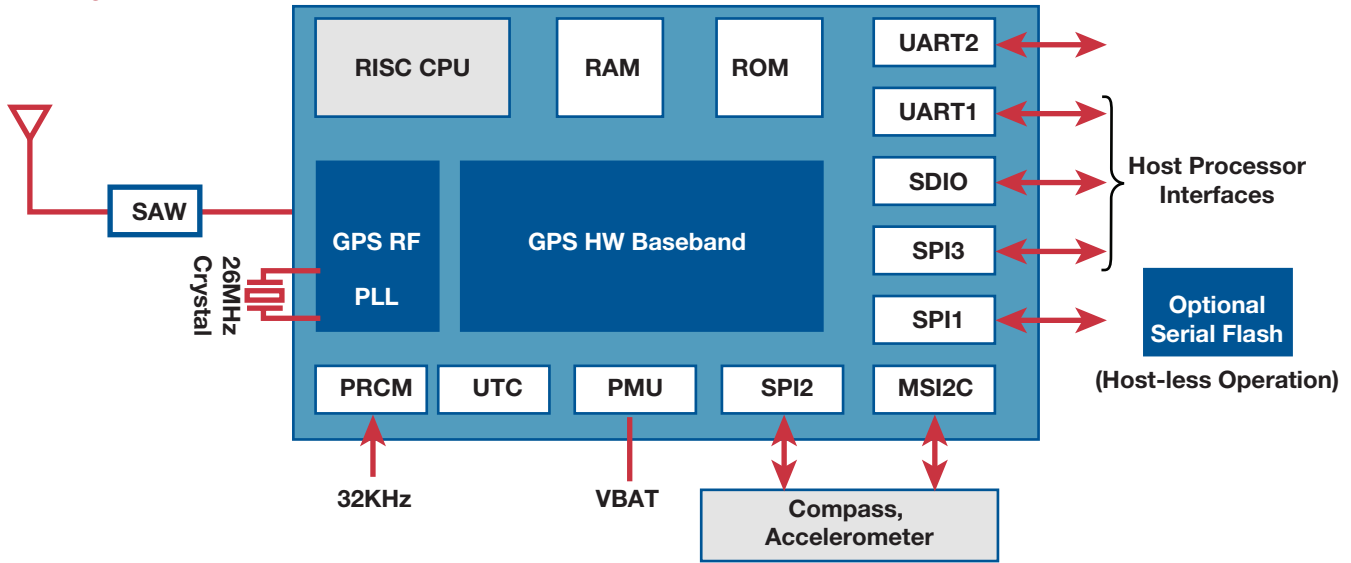 RISC CPU
RAM
ROM
UART2
UART1
SDIO
SPI3
SPI1
Host Processor
Interfaces
SAW
GPS RF
PLL
GPS HW Baseband
26MHz
Crystal
Optional
Serial Flash
(Host-less Operation)
PRCM
UTC
PMU
SPI2
MSI2C
32KHz
VBAT
Compass,
Accelerometer